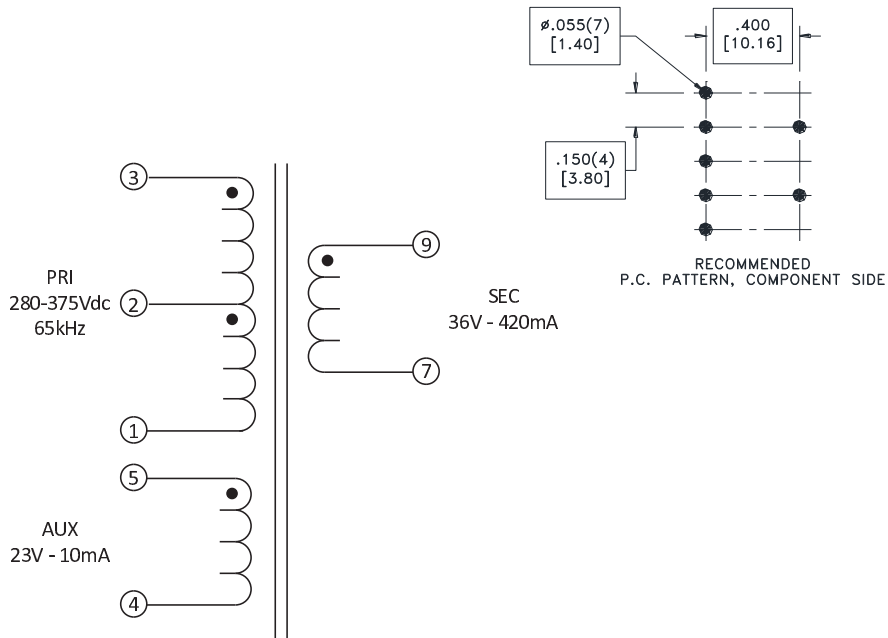 ø.055(7)
[1.40]
.400
[10.16]
.150(4)
[3.80]
RECOMMENDED
P.C. PATTERN, COMPONENT SIDE
3
PRI
280-375Vdc
65kHz
2
1
5
AUX
23V - 10mA
4
9
SEC
36V - 420mA
7